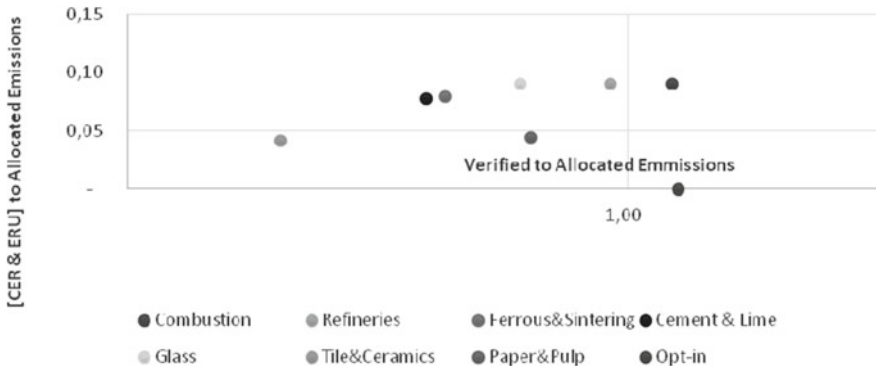 [CER & ERU] to Allocated Emissions
0,15
0,10
0,05
-
Verified to Allocated Emmissions
1,00
Combustion Refineries Ferrous&Sintering Cement & Lime
Glass Tile&Ceramics Paper&Pulp Opt-in